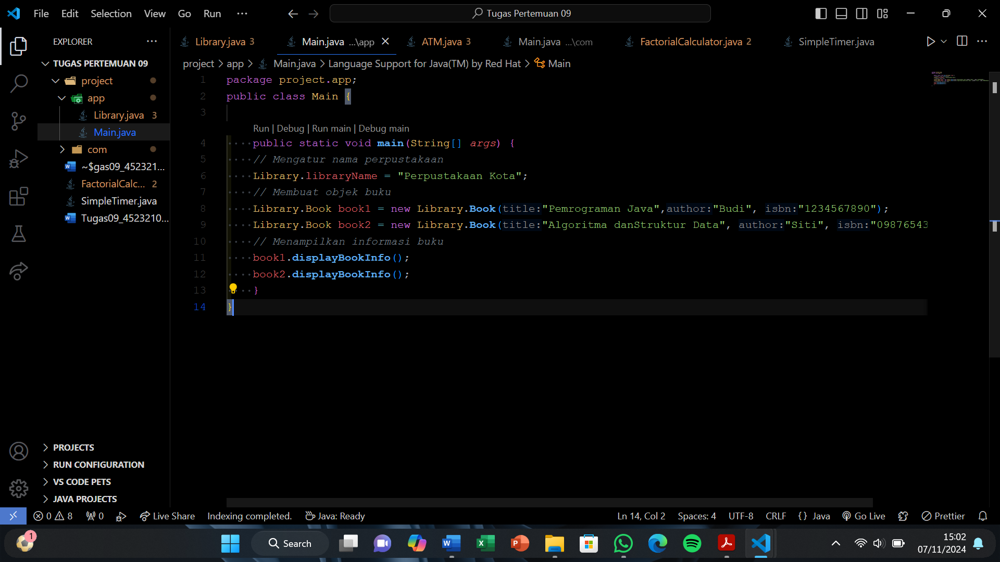 File Edit Selection View Go Run ··· Tugas Pertemuan 09
EXPLORER ···
TUGAS PERTEMUAN 09
project
app
Library.java 3
Main.java
com
~$gas09_452321...
FactorialCalc... 2
SimpleTimer.java
Tugas09_4523210...
PROJECTS
RUN CONFIGURATION
VS CODE PETS
JAVA PROJECTS
Library.java 3 Main.java ...\app ATM.java 3 Main.java ...\com FactorialCalculator.java 2 SimpleTimer.java
project > app > Main.java > Language Support for Java(TM) by Red Hat > Main
1 package project.app;
2 public class Main {
3
Run | Debug | Run main | Debug main
4 public static void main(String[] args) {
5 // Mengatur nama perpustakaan
6 Library.libraryName = "Perpustakaan Kota";
7 // Membuat objek buku
8 Library.Book book1 = new Library.Book(title:"Pemrograman Java",author:"Budi", isbn:"1234567890");
9 Library.Book book2 = new Library.Book(title:"Algoritma danStruktur Data", author:"Siti", isbn:"09876543
10 // Menampilkan informasi buku
11 book1.displayBookInfo();
12 book2.displayBookInfo();
13 }
14 }
0 8 0 Live Share Indexing completed. Java: Ready Ln 14, Col 2 Spaces: 4 UTF-8 CRLF {} Java Go Live Prettier
1 Search 15:02
07/11/2024